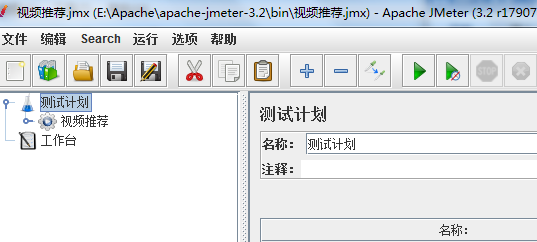 视频推荐.jmx (E:\Apache\apache-jmeter-3.2\bin\视频推荐.jmx) - Apache JMeter (3.2 r17907
文件 编辑 Search 运行 选项 帮助
STOP
测试计划
视频推荐
工作台
测试计划
名称： 测试计划
注释：
名称：